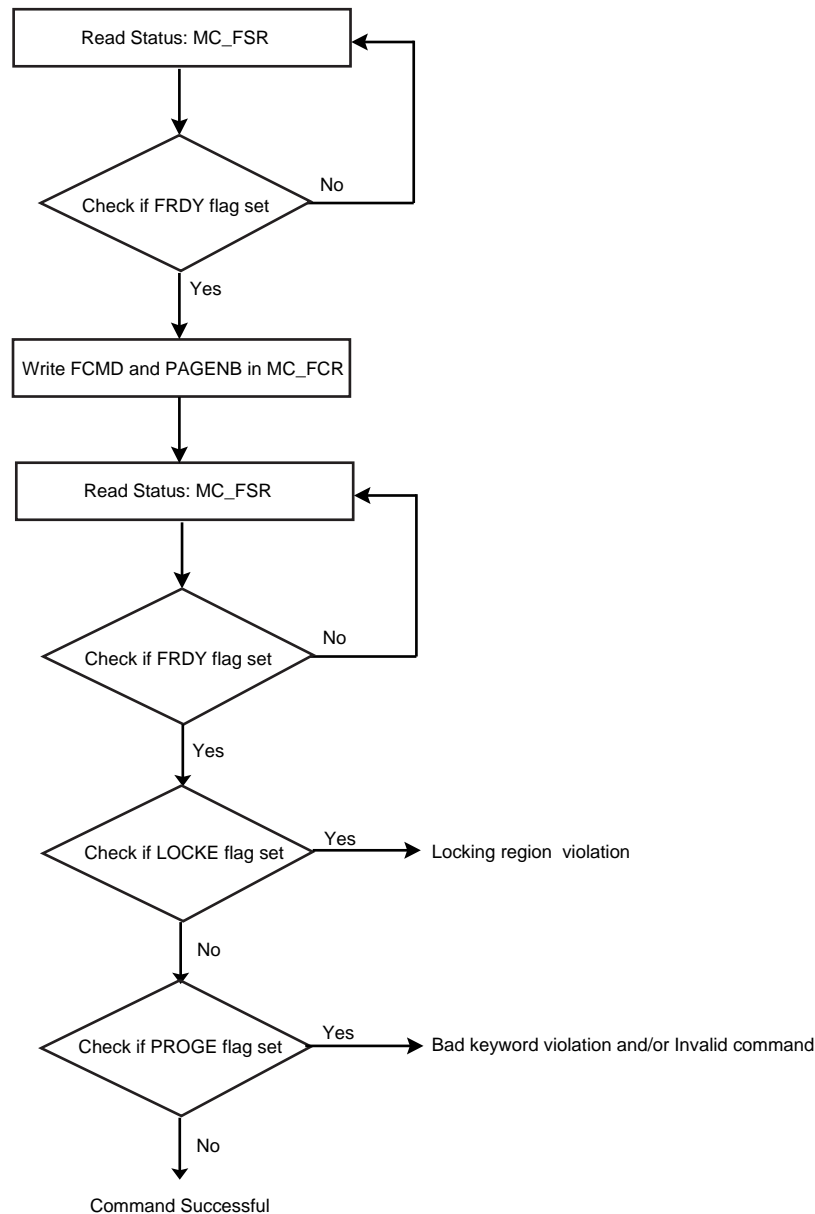 Read Status: MC_FSR
No
Check if FRDY flag set
Yes
Write FCMD and PAGENB in MC_FCR
Read Status: MC_FSR
No
Check if FRDY flag set
Yes
Yes
Check if LOCKE flag set
Locking region violation
No
Yes
Check if PROGE flag set
Bad keyword violation and/or Invalid command
No
Command Successful